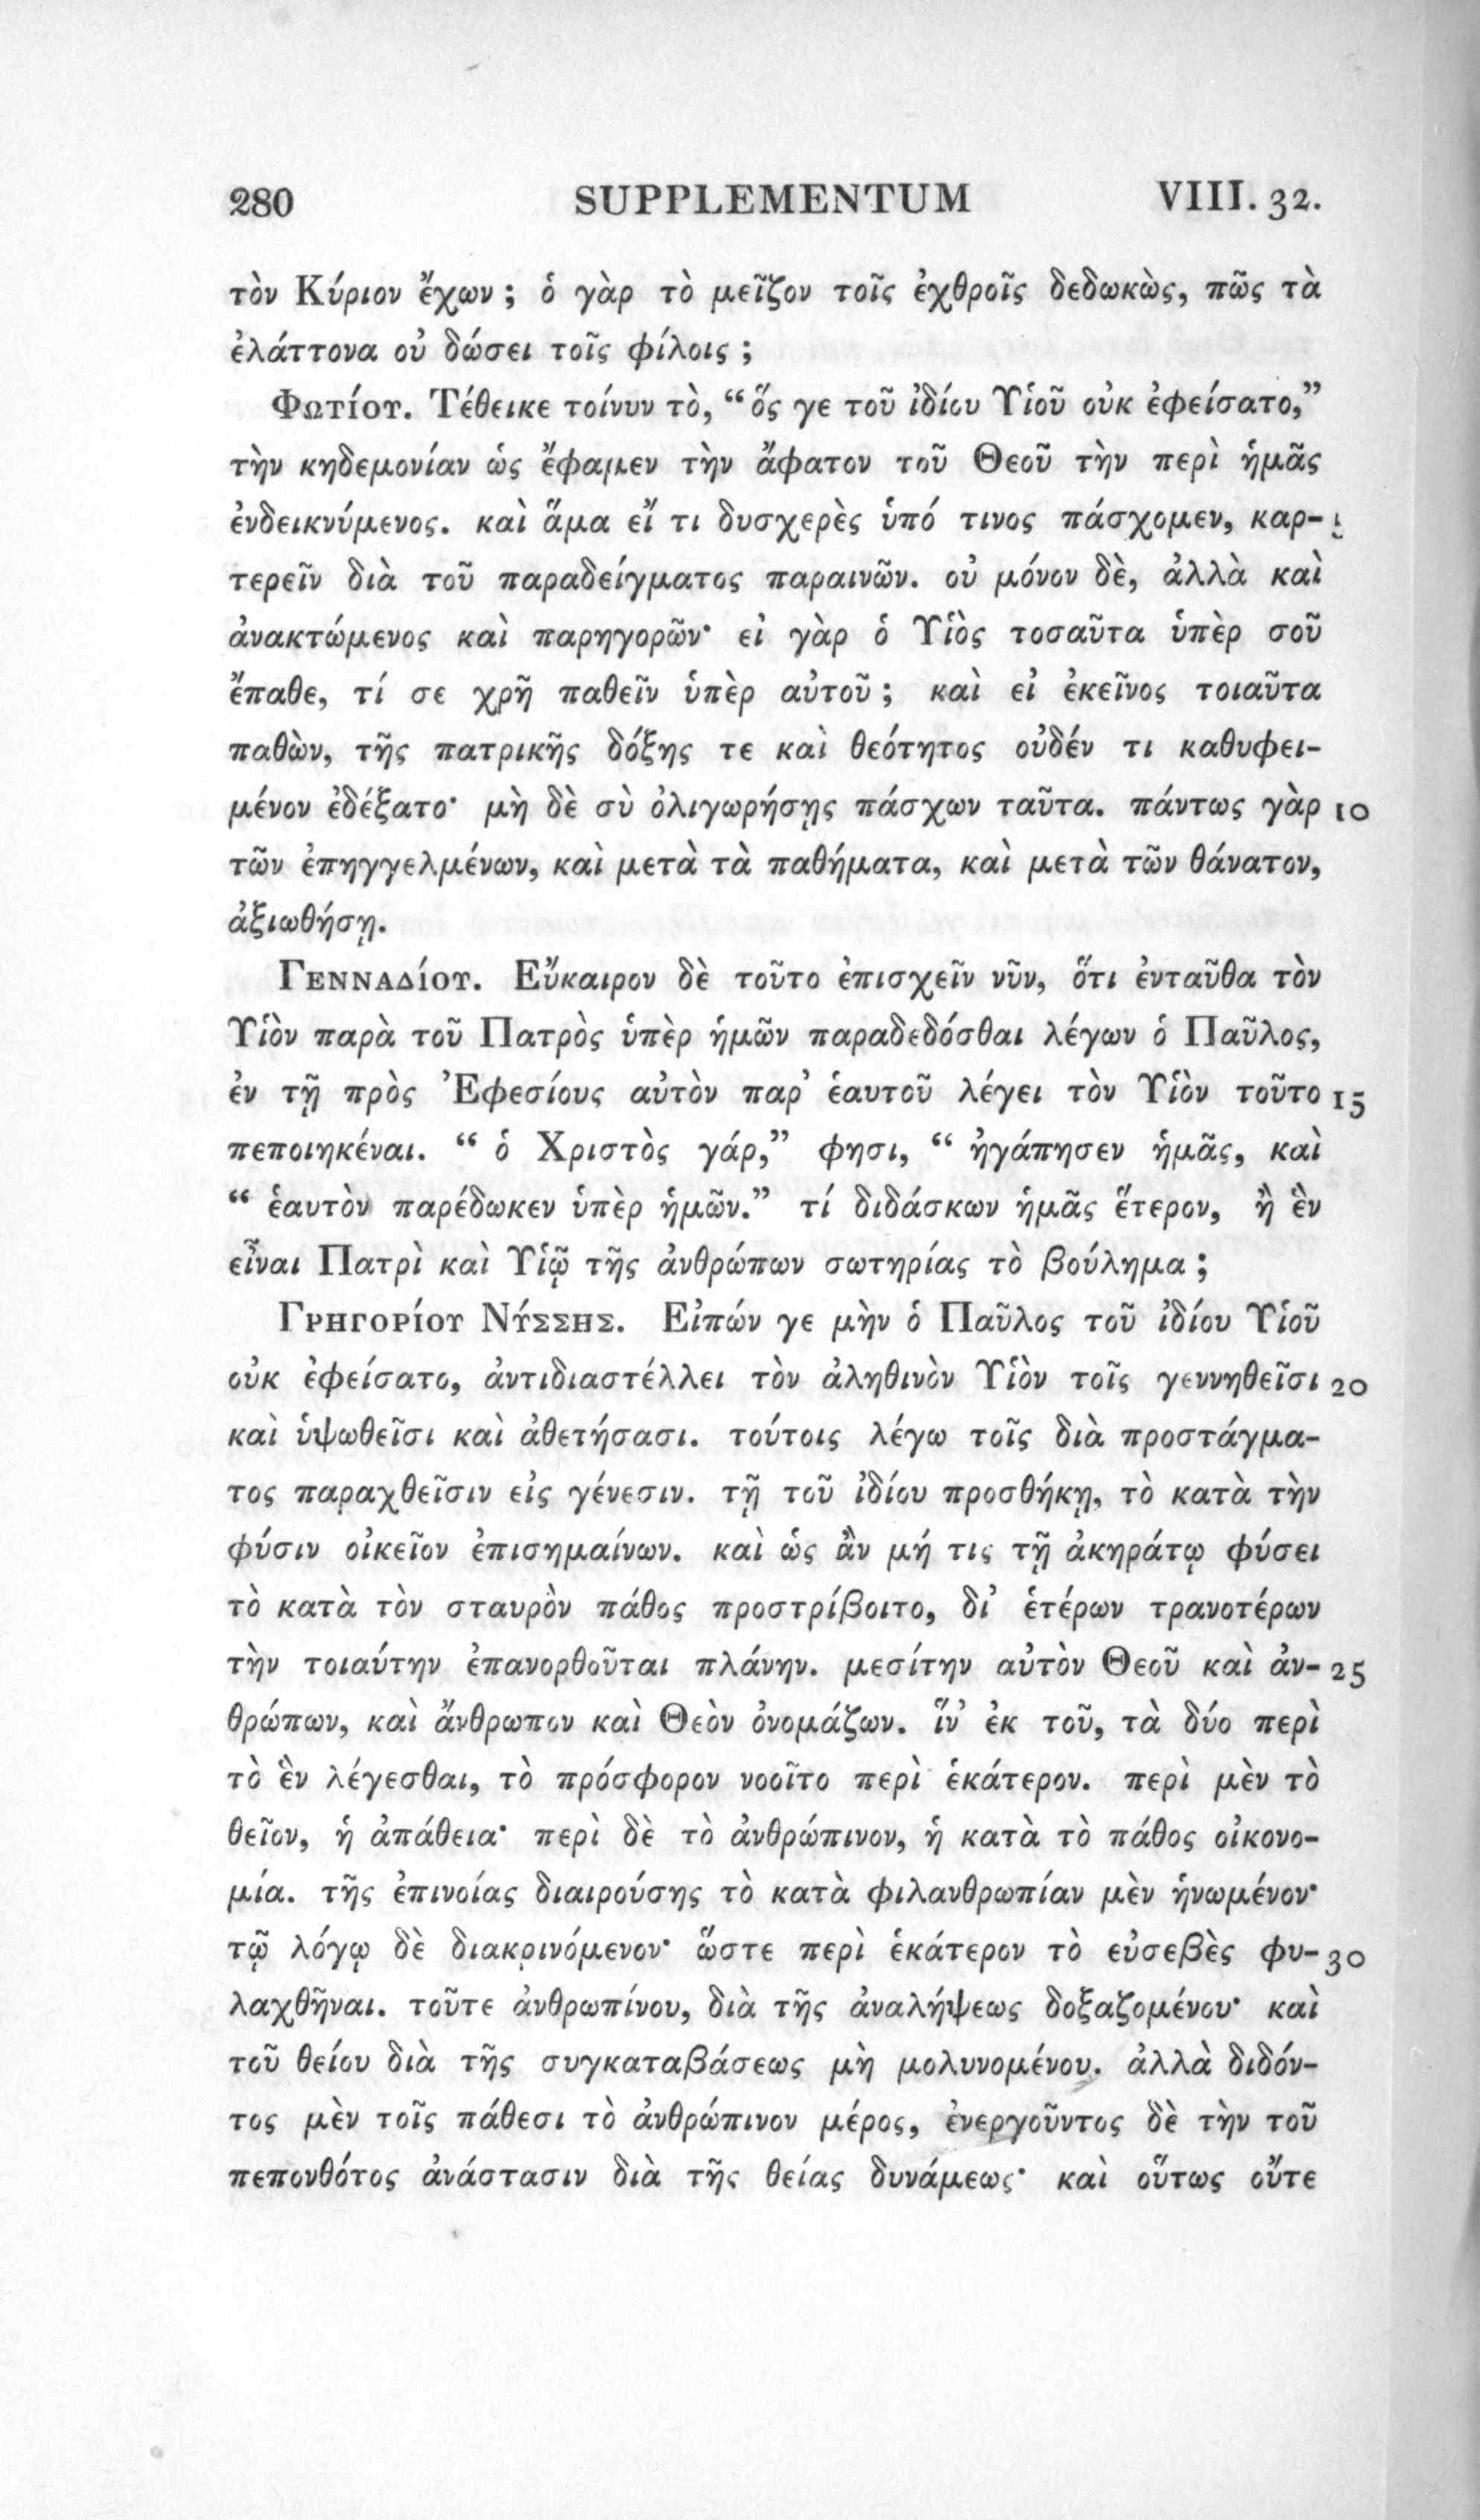 280 SUPPLEMENTUM VIII. 32.
τὸν Κύριον ἔχων ; ὁ γὰρ τὸ μεῖζον τοῖς ἐχθροῖς δεδωκὼς, πῶς τὰ
ἐλάττονα οὐ δώσει τοῖς φίλοις ;
Φωτίου. Τέθεικε τοίνυν τὸ, “ ὅς γε τοῦ ἰδίου Υἱοῦ οὐκ ἐφείσατο,”
τὴν κηδεμονίαν ὡς ἔφαμεν τὴν ἄφατον τοῦ Θεοῦ τὴν περὶ ἡμᾶς
ἐνδεικνύμενος. καὶ ἅμα εἴ τι δυσχερὲς ὑπό τινος πάσχομεν, καρ- 5
τερεῖν διὰ τοῦ παραδείγματος παραινῶν. οὐ μόνον δὲ, ἀλλὰ καὶ
ἀνακτώμενος καὶ παρηγορῶν· εἰ γὰρ ὁ Υἱὸς τοσαῦτα ὑπὲρ σοῦ
ἔπαθε, τί σε χρῆ παθεῖν ὑπὲρ αὐτοῦ ; καὶ εἰ ἐκεῖνος τοιαῦτα
παθὼν, τῆς πατρικῆς δόξης τε καὶ θεότητος οὐδέν τι καθυφει-
μένον ἐδέξατο· μὴ δὲ σὺ ὀλιγωρήσῃς πάσχων ταῦτα. πάντως γὰρ 10
τῶν ἐπηγγελμένων, καὶ μετὰ τὰ παθήματα, καὶ μετὰ τῶν θάνατον,
ἀξιωθήσῃ.
Γενναδίου. Εὔκαιρον δὲ τοῦτο ἐπισχεῖν νῦν, ὅτι ἐνταῦθα τὸν
Υἱὸν παρὰ τοῦ Πατρὸς ὑπὲρ ἡμῶν παραδεδόσθαι λέγων ὁ Παῦλος,
ἐν τῇ πρὸς Ἐφεσίους αὐτὸν παρ’ ἑαυτοῦ λέγει τὸν Υἱὸν τοῦτο 15
πεποιηκέναι. “ ὁ Χριστὸς γάρ,” φησι, “ ἠγάπησεν ἡμᾶς, καὶ
“ ἑαυτὸν παρέδωκεν ὑπὲρ ἡμῶν.” τί διδάσκων ἡμᾶς ἕτερον, ἢ ἓν
εἶναι Πατρὶ καὶ Υἱῷ τῆς ἀνθρώπων σωτηρίας τὸ βούλημα ;
Γρηγορίου Νύσσης. Εἰπών γε μὴν ὁ Παῦλος τοῦ ἰδίου Υἱοῦ
οὐκ ἐφείσατο, ἀντιδιαστέλλει τὸν ἀληθινὸν Υἱὸν τοῖς γεννηθεῖσι 20
καὶ ὑψωθεῖσι καὶ ἀθετήσασι. τούτοις λέγω τοῖς διὰ προστάγμα-
τος παραχθεῖσιν εἰς γένεσιν. τῇ τοῦ ἰδίου προσθήκῃ, τὸ κατὰ τὴν
φύσιν οἰκεῖον ἐπισημαίνων. καὶ ὡς ἂν μή τις τῇ ἀκηράτῳ φύσει
τὸ κατὰ τὸν σταυρὸν πάθος προστρίβοιτο, δι’ ἑτέρων τρανοτέρων
τὴν τοιαύτην ἐπανορθοῦται πλάνην. μεσίτην αὐτὸν Θεοῦ καὶ ἀν- 25
θρώπων, καὶ ἄνθρωπον καὶ Θεὸν ὀνομάζων. ἵν’ ἐκ τοῦ, τὰ δύο περὶ
τὸ ἓν λέγεσθαι, τὸ πρόσφορον νοοῖτο περὶ ἑκάτερον. περὶ μὲν τὸ
θεῖον, ἡ ἀπάθεια· περὶ δὲ τὸ ἀνθρώπινον, ἡ κατὰ τὸ πάθος οἰκονο-
μία. τῆς ἐπινοίας διαιρούσης τὸ κατὰ φιλανθρωπίαν μὲν ἡνωμένον·
τῷ λόγῳ δὲ διακρινόμενον· ὥστε περὶ ἑκάτερον τὸ εὐσεβὲς φυ- 30
λαχθῆναι. τοῦτε ἀνθρωπίνου, διὰ τῆς ἀναλήψεως δοξαζομένου· καὶ
τοῦ θείου διὰ τῆς συγκαταβάσεως μὴ μολυνομένου. ἀλλὰ διδόν-
τος μὲν τοῖς πάθεσι τὸ ἀνθρώπινον μέρος, ἐνεργοῦντος δὲ τὴν τοῦ
πεπονθότος ἀνάστασιν διὰ τῆς θείας δυνάμεως· καὶ οὕτως οὔτε